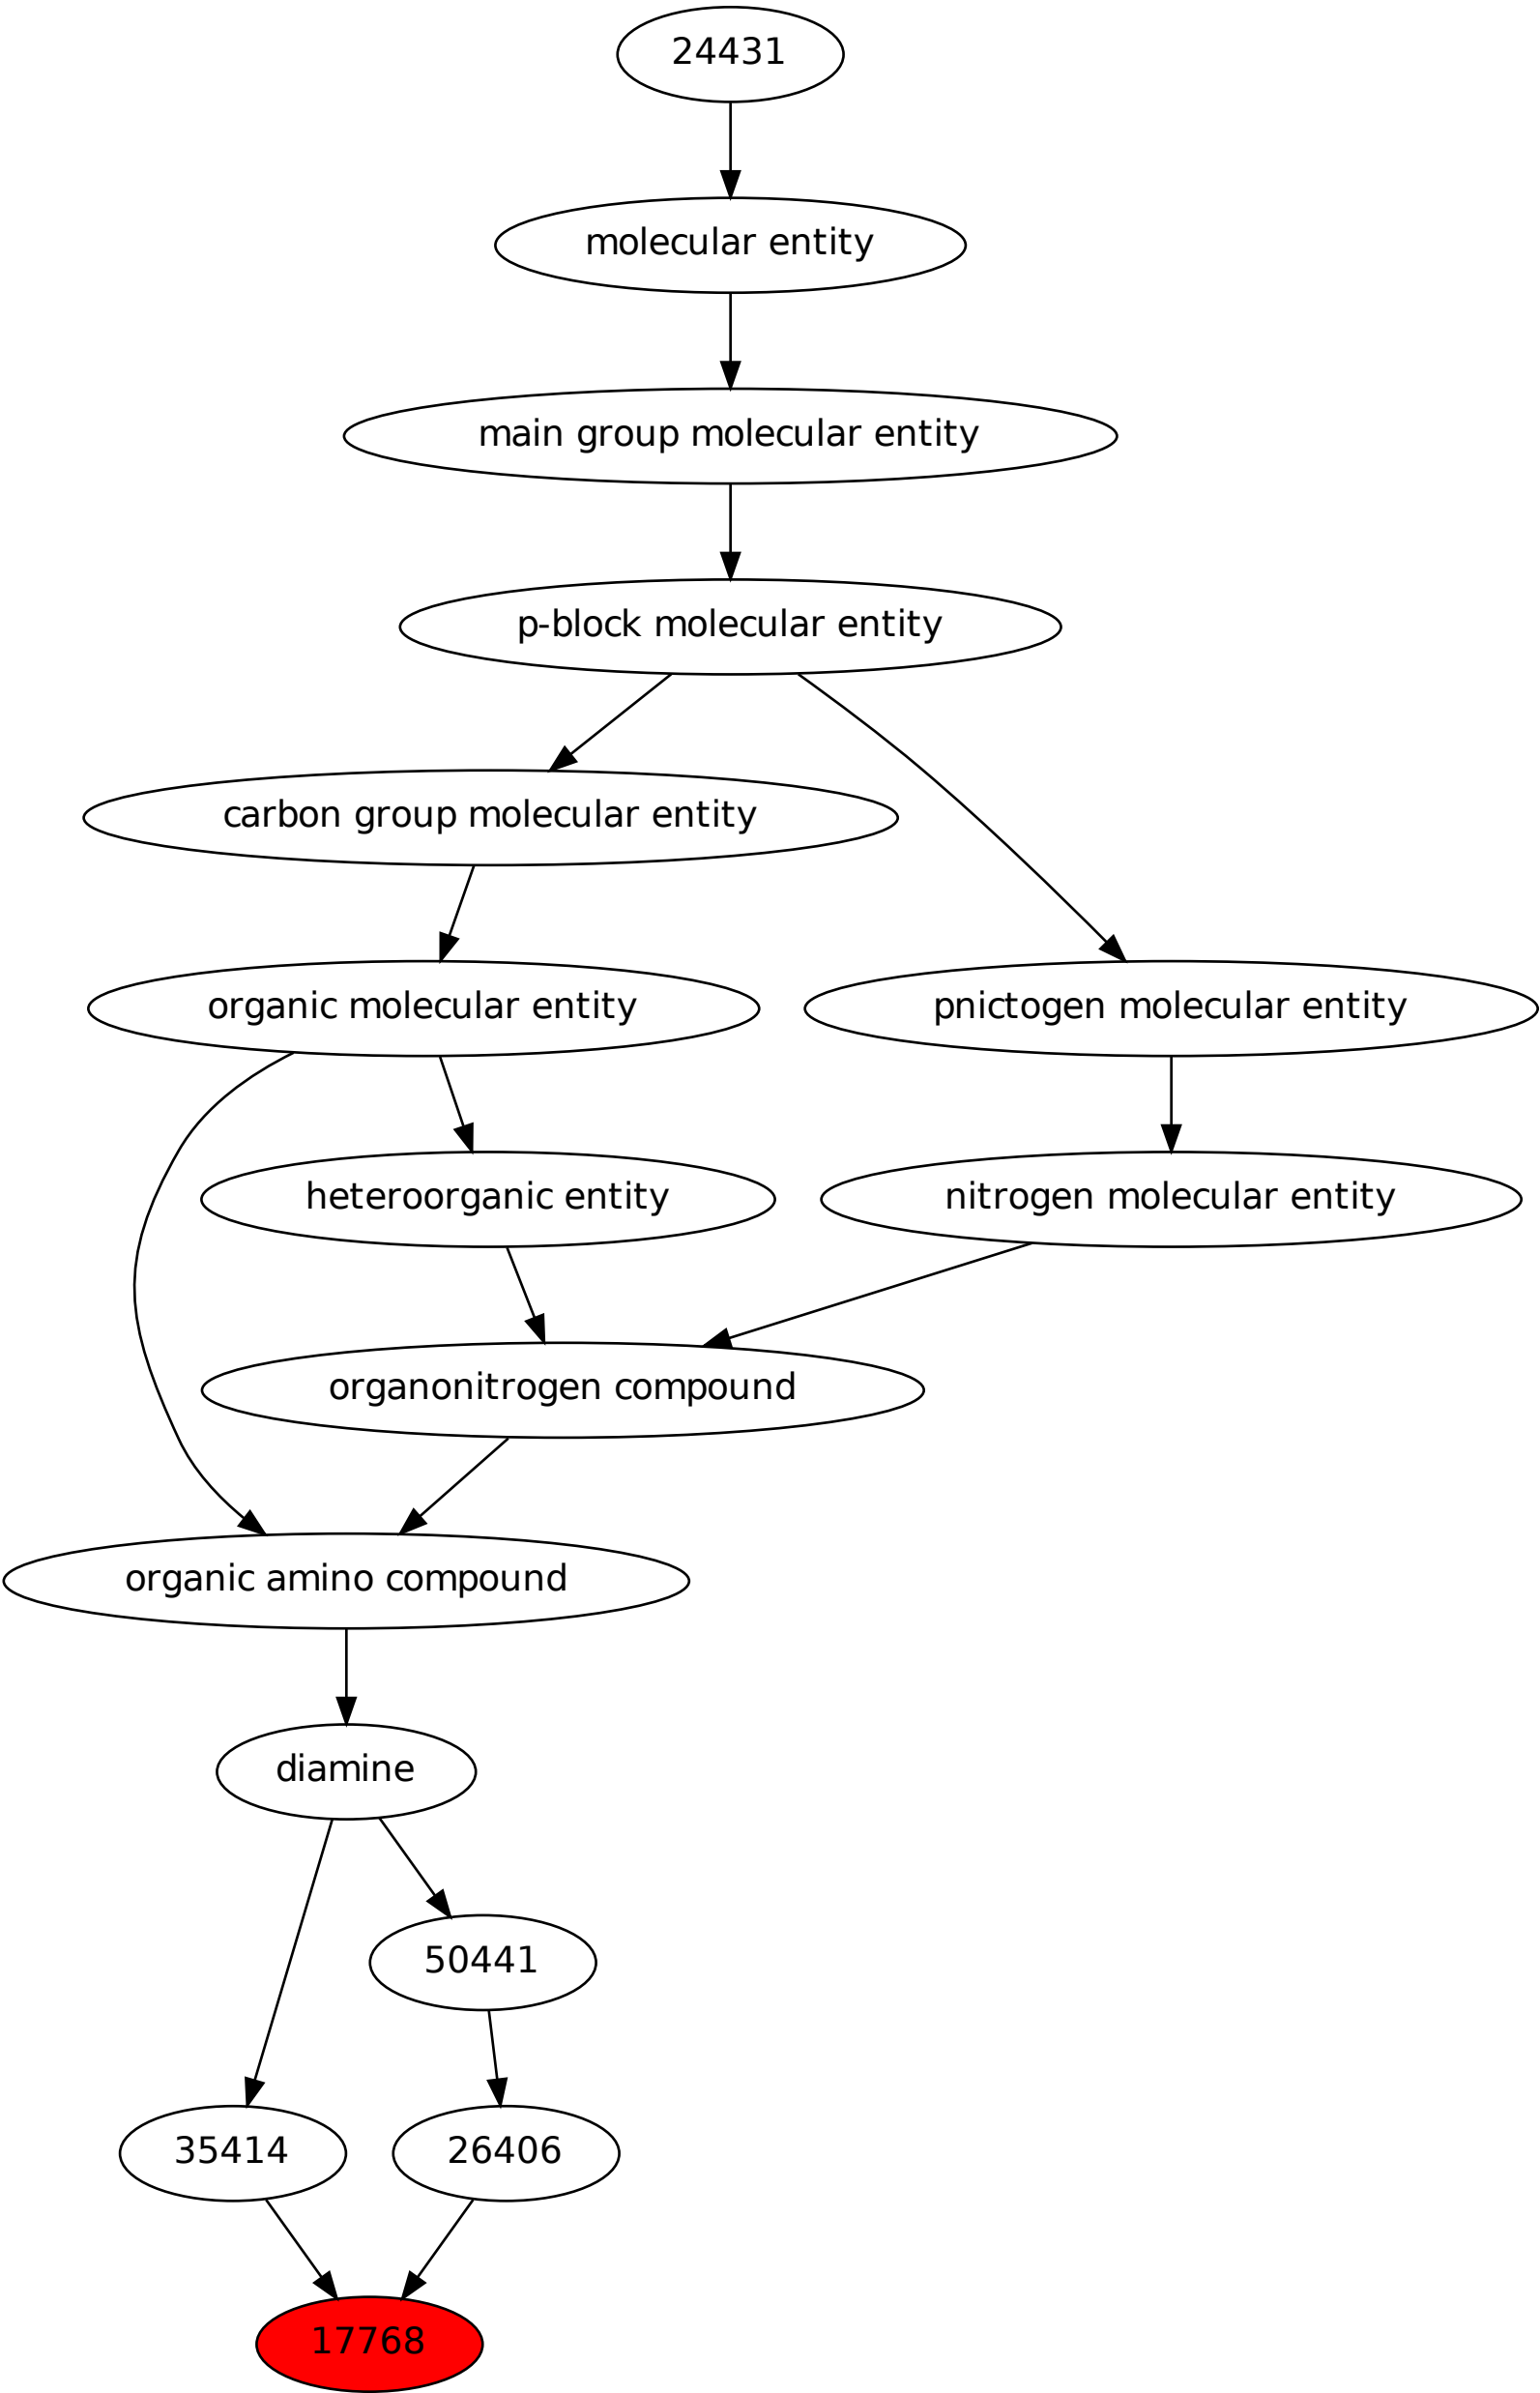 24431
molecular entity
main group molecular entity
p-block molecular entity
carbon group molecular entity
organic molecular entity
pnictogen molecular entity
heteroorganic entity
nitrogen molecular entity
organonitrogen compound
organic amino compound
diamine
50441
35414
26406
17768